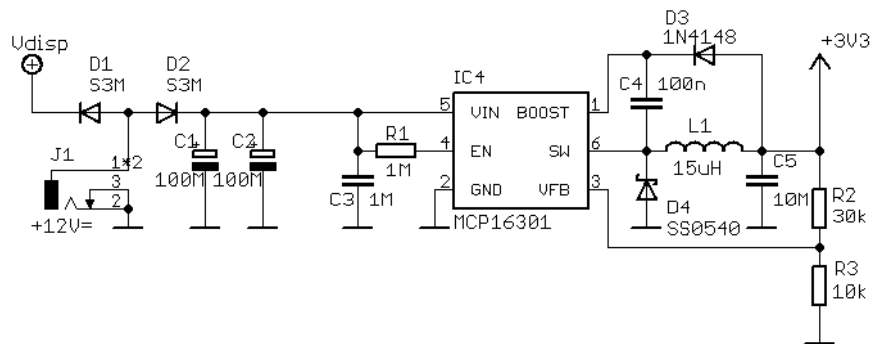 Vdisp
D1
S3M
D2
S3M
J1
1*2
3
2
+12V=
C1
100M
C2
100M
C3
1M
R1
1M
IC4
5
4
2
VIN
EN
GND
BOOST
SW
VFB
1
6
3
MCP16301
D3
1N4148
C4
100n
L1
15uH
D4
SS0540
C5
10M
+3V3
R2
30k
R3
10k